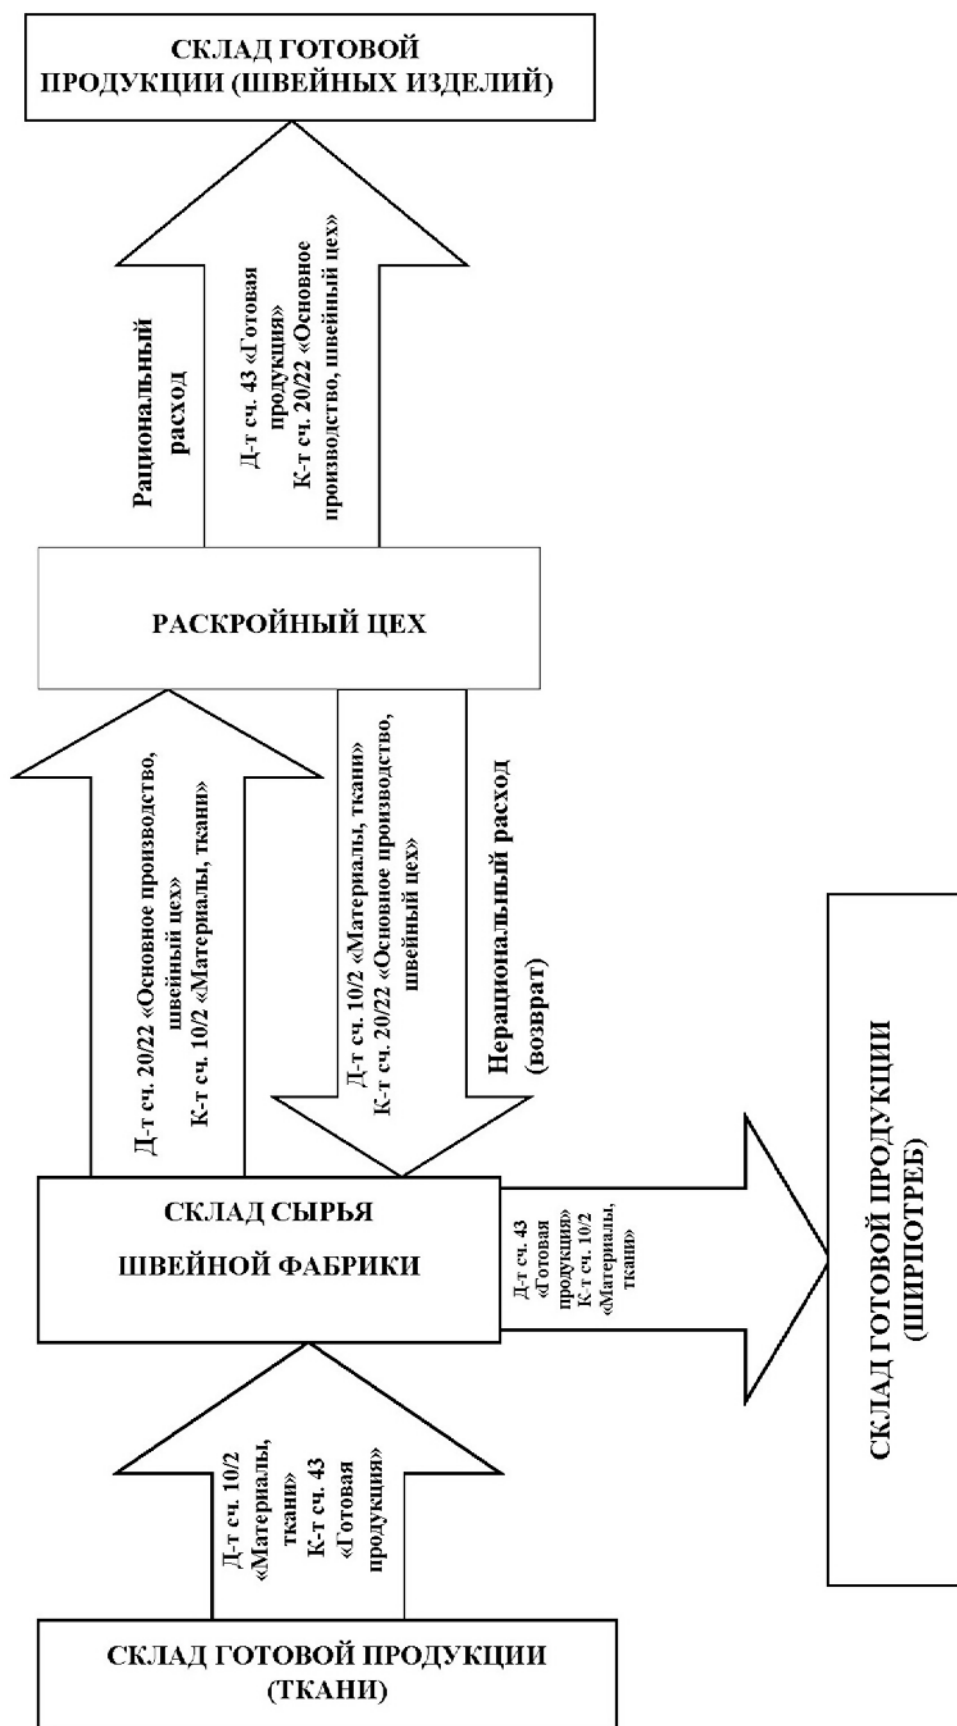 СКЛАД ГОТОВОЙ
ПРОДУКЦИИ (ШВЕЙНЫХ ИЗДЕЛИЙ)
Рациональный
расход
Д-т сч. 43 «Готовая
продукция»
К-т сч. 20/22 «Основное
производство, швейный цех»
РАСКРОЙНЫЙ ЦЕХ
Д-т сч. 20/22 «Основное производство,
швейный цех»
К-т сч. 10/2 «Материалы, ткани»
Д-т сч. 10/2 «Материалы, ткани»
К-т сч. 20/22 «Основное производство,
швейный цех»
Нерациональный расход
(возврат)
СКЛАД СЫРЬЯ
ШВЕЙНОЙ ФАБРИКИ
Д-т сч. 43
«Готовая
продукция»
К-т сч. 10/2
«Материалы,
ткани»
СКЛАД ГОТОВОЙ ПРОДУКЦИИ
(ШИРПОТРЕБ)
Д-т сч. 10/2
«Материалы,
ткани»
К-т сч. 43
«Готовая
продукция»
СКЛАД ГОТОВОЙ ПРОДУКЦИИ
(ТКАНИ)